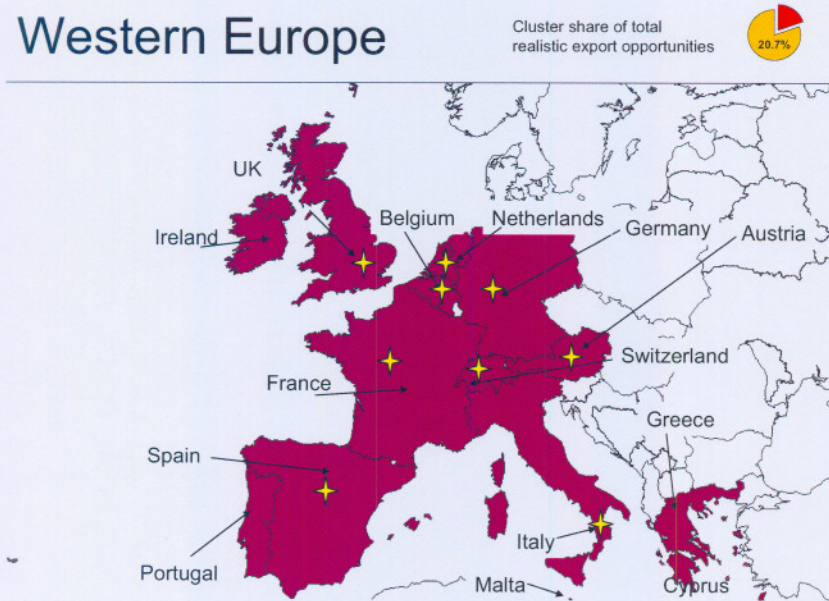 Western Europe
Cluster share of total
realistic export opportunities
20.7%
UK
Belgium
Netherlands
Germany
Austria
Ireland
Switzerland
France
Greece
Spain
Italy
Portugal
Malta
Cyprus